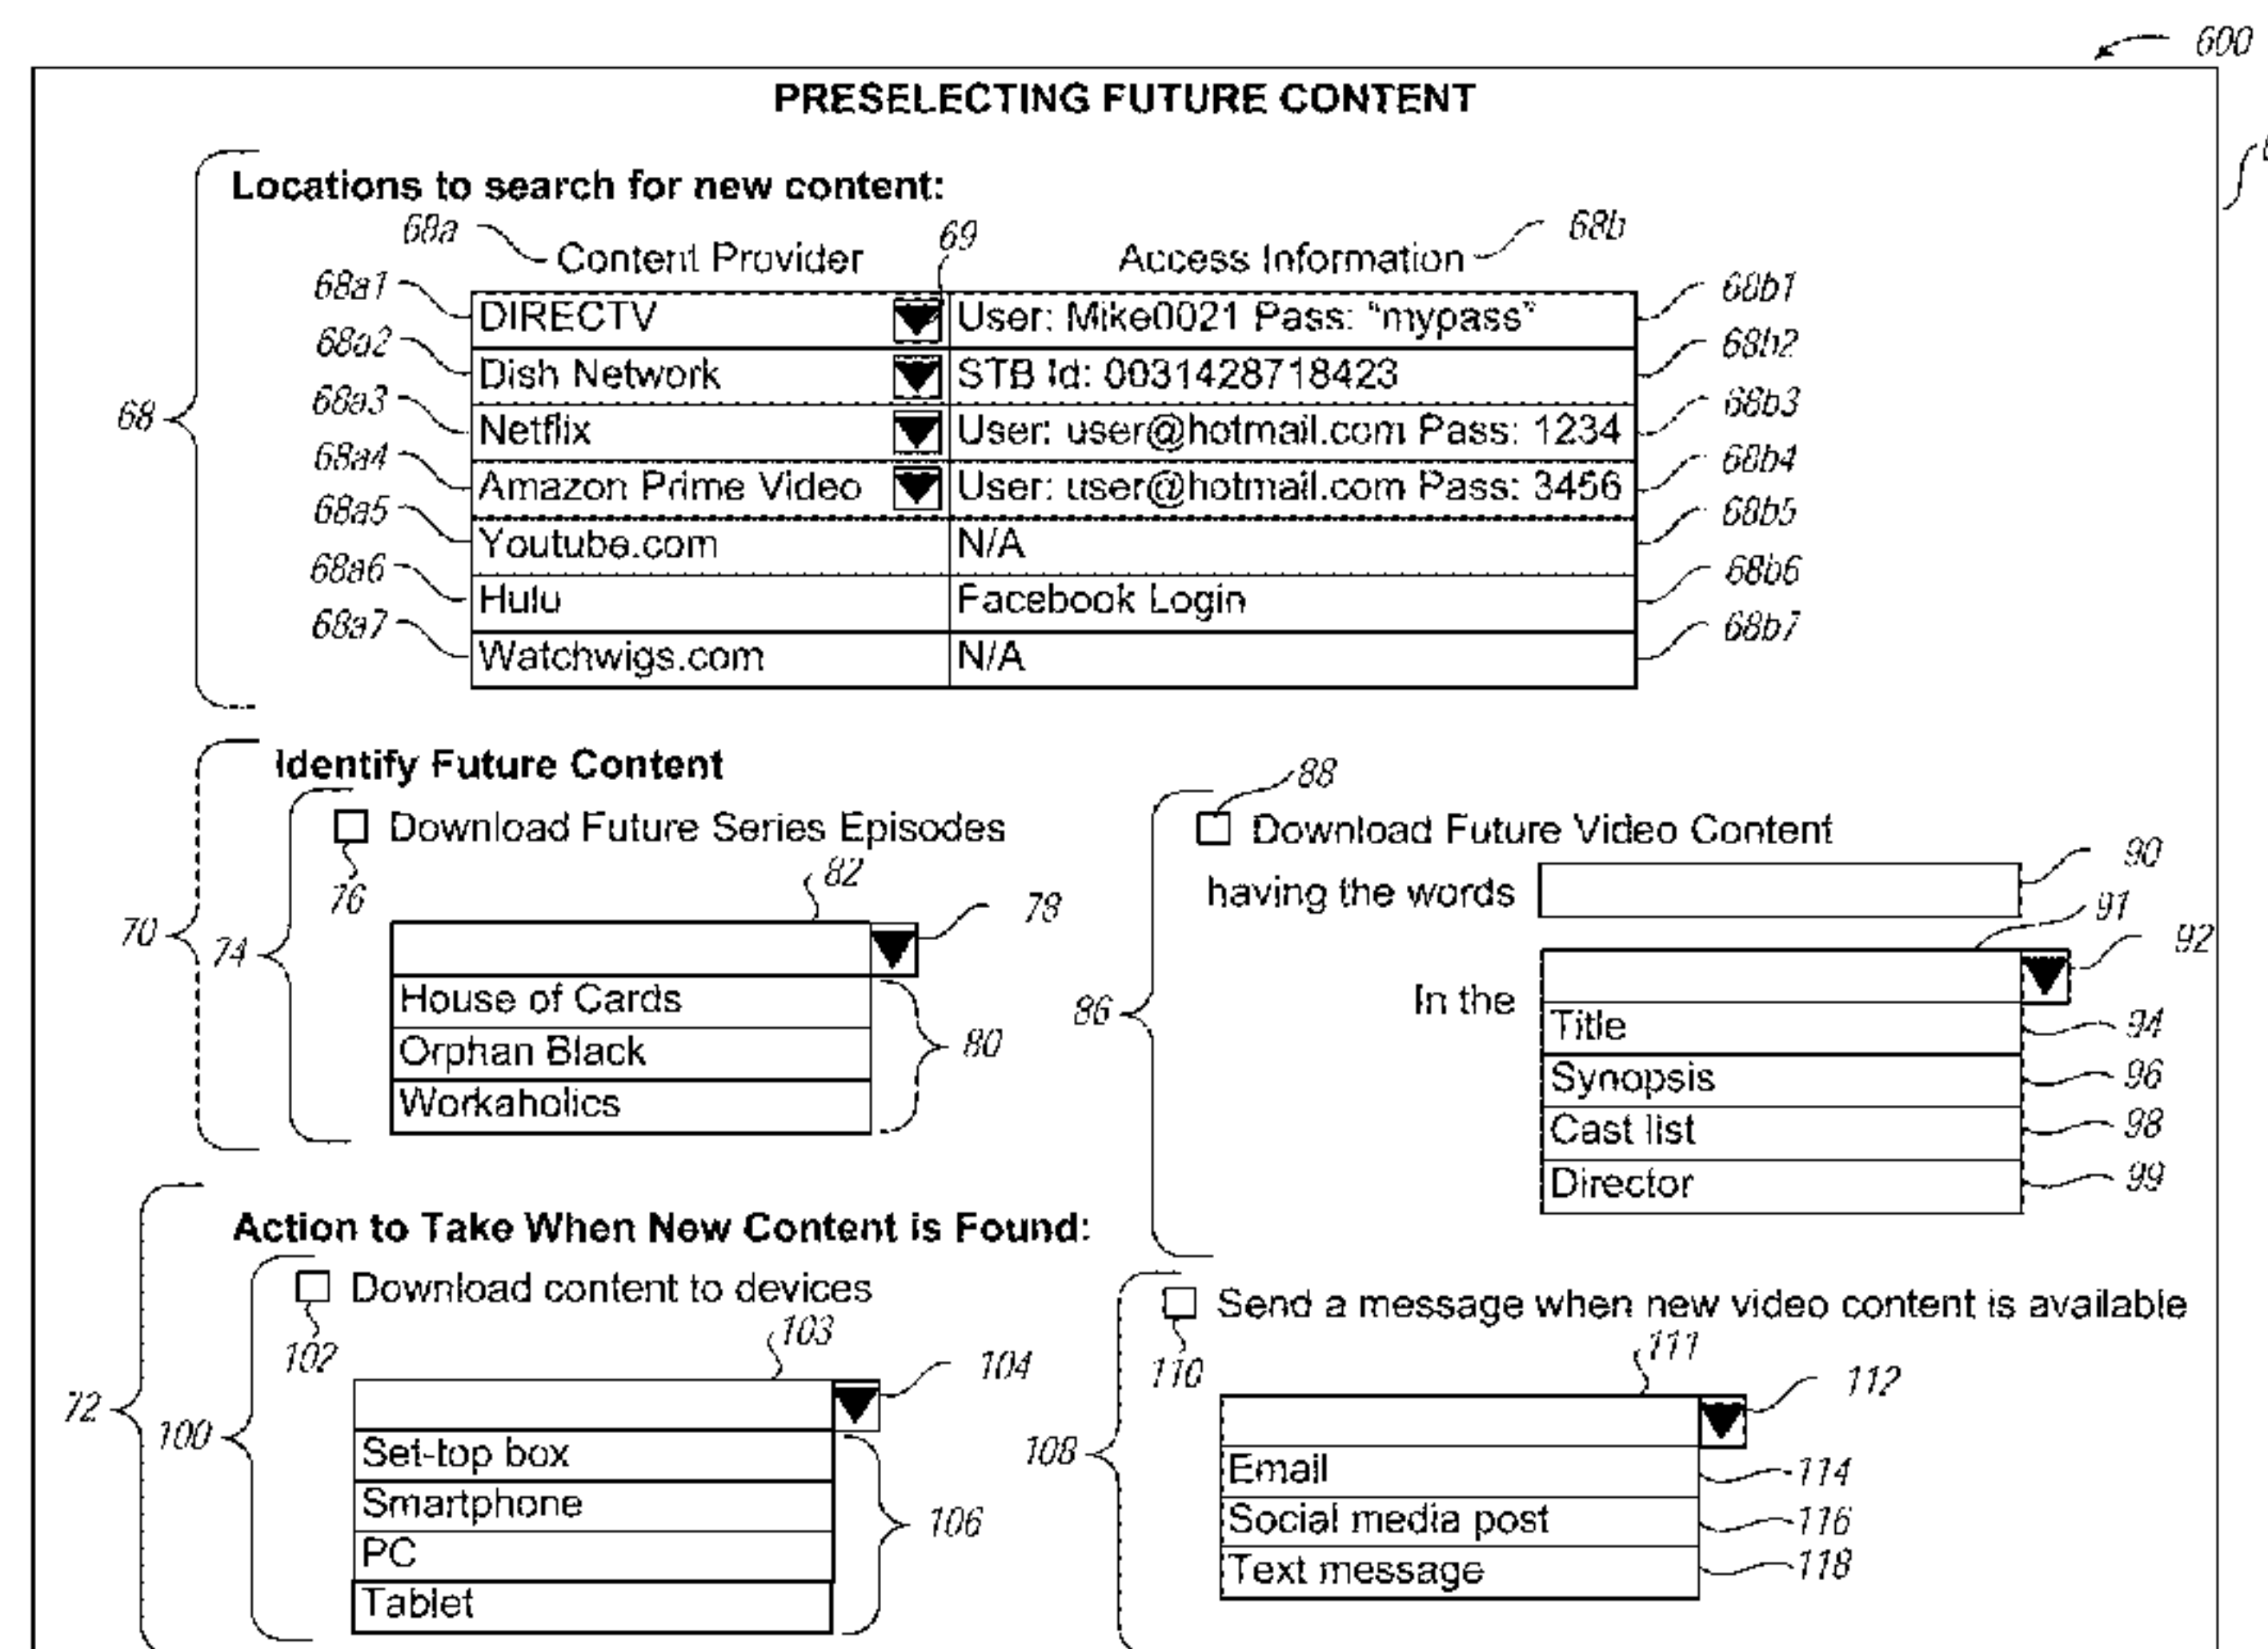 600
PRESELECTING FUTURE CONTENT
68
Locations to search for new content:
68a Content Provider 69 Access Information 68b
68a1 DIRECTV User: Mike0021 Pass: "mypass" 68b1
68a2 Dish Network STB Id: 0031428718423 68b2
68a3 Netflix User: user@hotmail.com Pass: 1234 68b3
68a4 Amazon Prime Video User: user@hotmail.com Pass: 3456 68b4
68a5 Youtube.com N/A 68b5
68a6 Hulu Facebook Login 68b6
68a7 Watchwigs.com N/A 68b7
70
Identify Future Content
74
Download Future Series Episodes
76
82
78
House of Cards
Orphan Black
Workaholics
80
86
88
Download Future Video Content
having the words
90
91
92
In the
Title 94
Synopsis 96
Cast list 98
Director 99
72
Action to Take When New Content is Found:
100
Download content to devices
102
103
104
Set-top box
Smartphone
PC
Tablet
106
108
Send a message when new video content is available
110
111
112
Email 114
Social media post 116
Text message 118